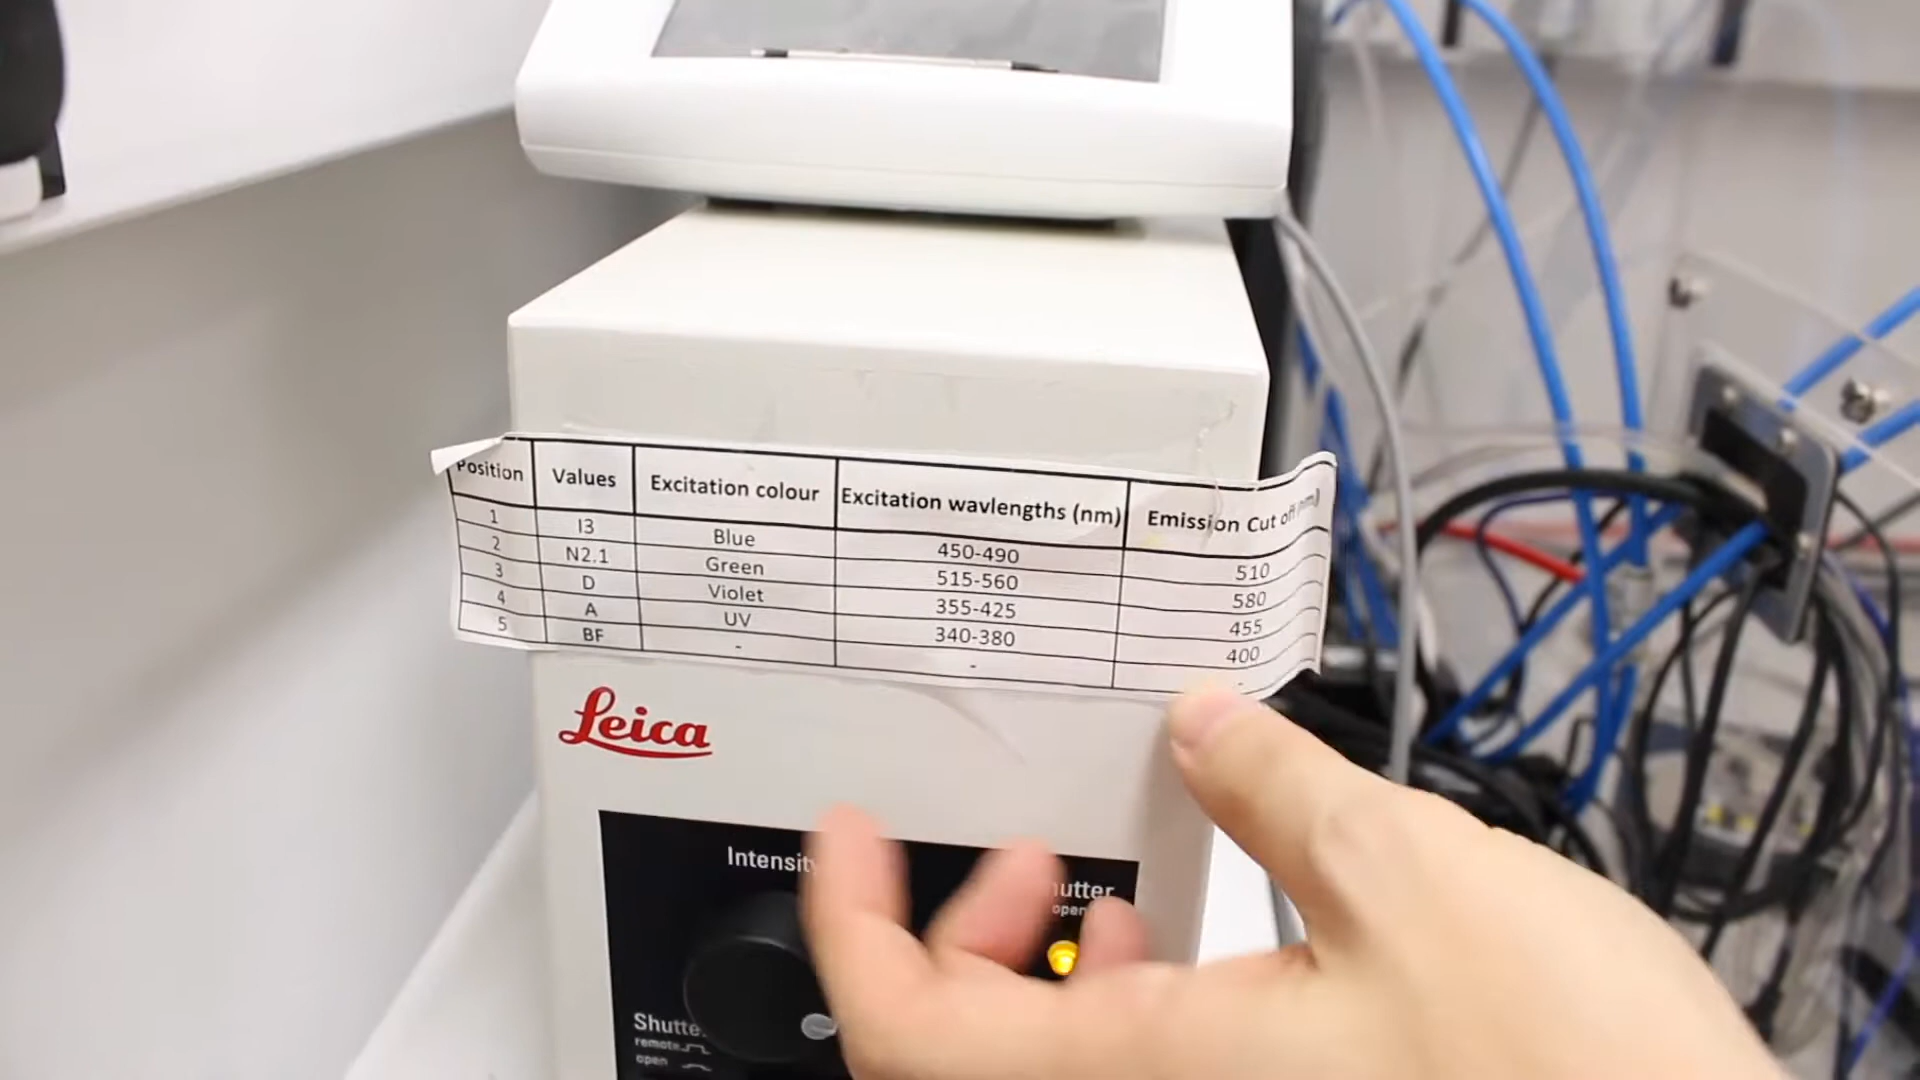 Position Values Excitation colour Excitation wavlengths (nm) Emission Cut off (nm)
1 I3 Blue 450-490 510
2 N2.1 Green 515-560 580
3 D Violet 355-425 455
4 A UV 340-380 400
5 BF - - -
Leica
Intensity
open
remote
open